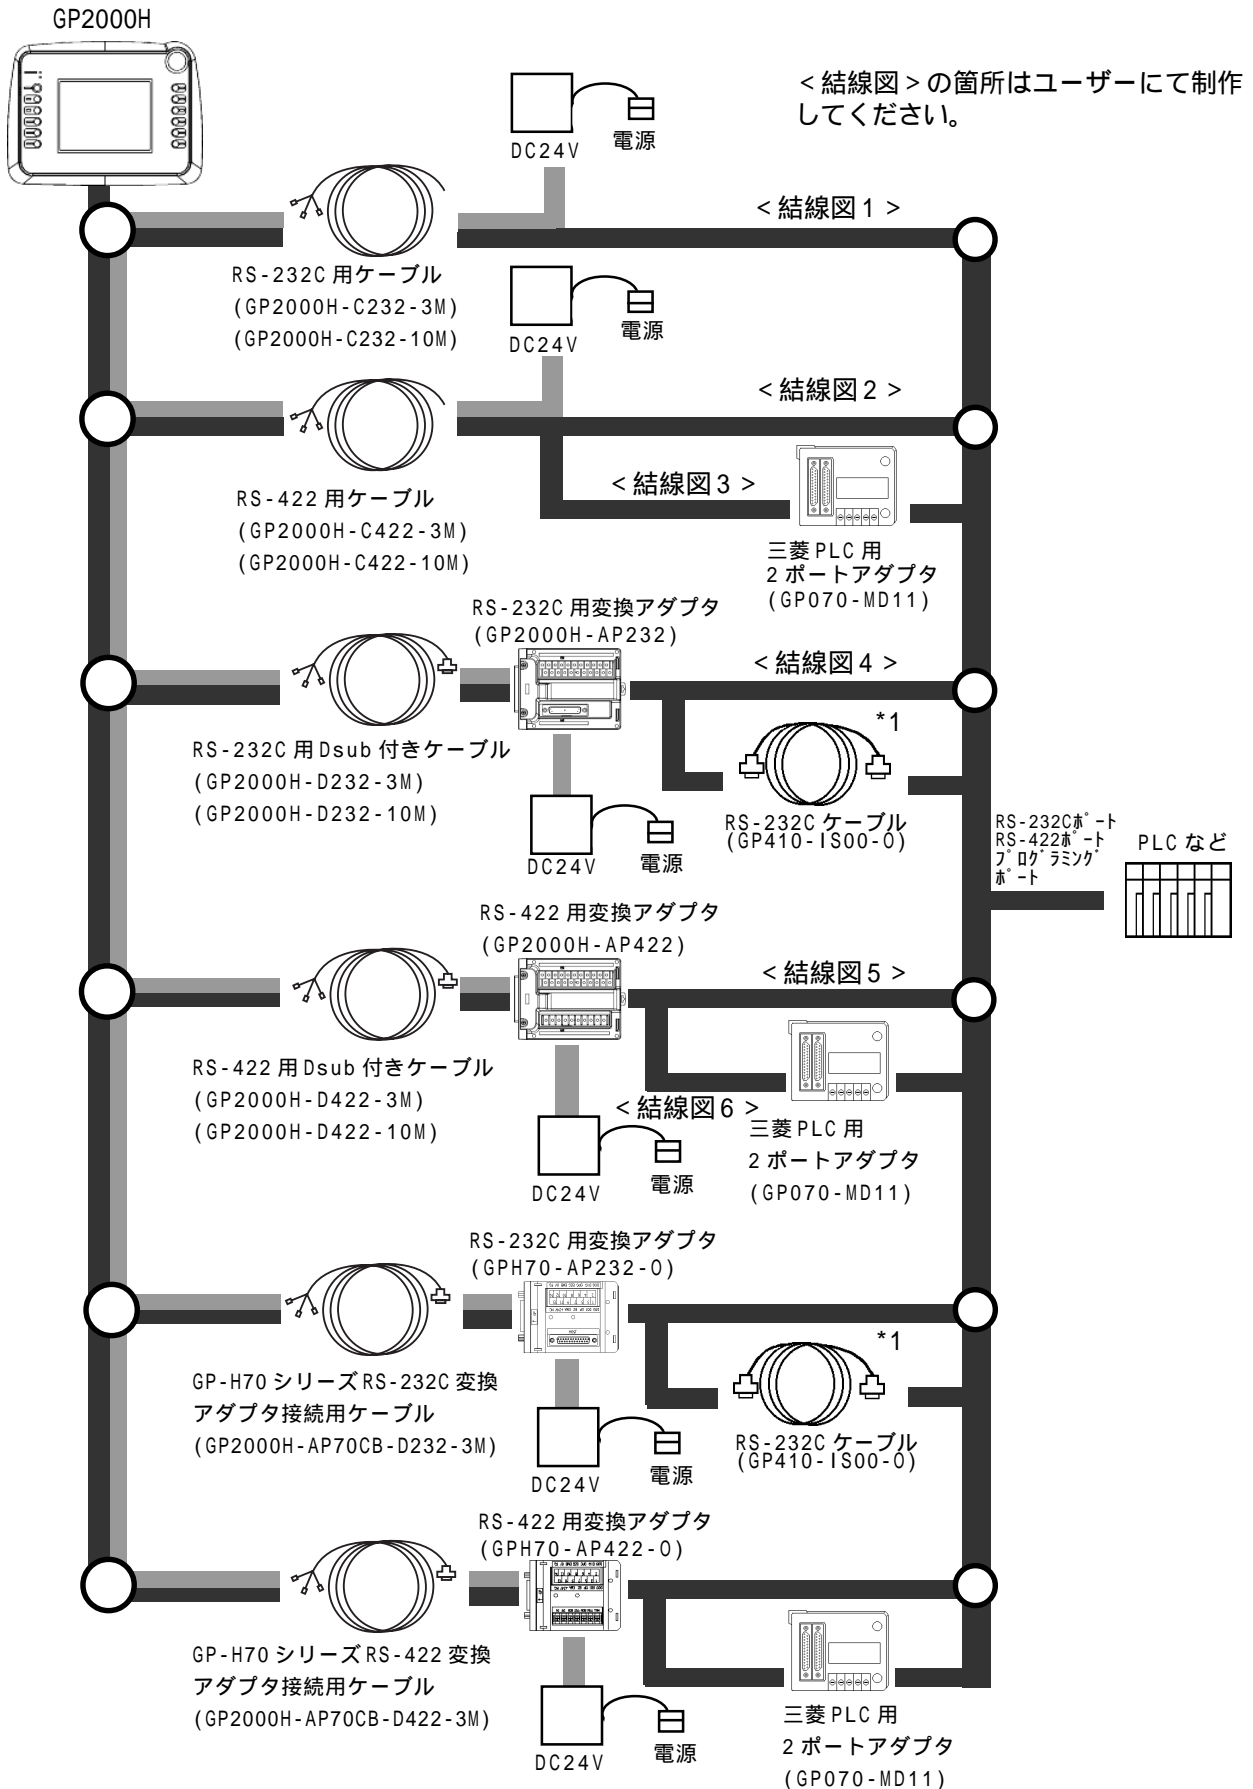 GP2000H
<結線図>の箇所はユーザーにて制作
してください。
電源
DC24V
<結線図1>
RS-232C用ケーブル
(GP2000H-C232-3M)
(GP2000H-C232-10M)
電源
DC24V
<結線図2>
<結線図3>
RS-422用ケーブル
(GP2000H-C422-3M)
(GP2000H-C422-10M)
三菱PLC用
2ポートアダプタ
(GP070-MD11)
RS-232C用変換アダプタ
(GP2000H-AP232)
<結線図4>
*1
RS-232C用Dsub付きケーブル
(GP2000H-D232-3M)
(GP2000H-D232-10M)
電源
DC24V
RS-232Cケーブル
(GP410-IS00-O)
RS-232Cポート
RS-422ポート
プログラミング
ポート
PLCなど
RS-422用変換アダプタ
(GP2000H-AP422)
<結線図5>
RS-422用Dsub付きケーブル
(GP2000H-D422-3M)
(GP2000H-D422-10M)
<結線図6>
電源
DC24V
三菱PLC用
2ポートアダプタ
(GP070-MD11)
RS-232C用変換アダプタ
(GPH70-AP232-O)
*1
GP-H70シリーズRS-232C変換
アダプタ接続用ケーブル
(GP2000H-AP70CB-D232-3M)
電源
DC24V
RS-232Cケーブル
(GP410-IS00-O)
RS-422用変換アダプタ
(GPH70-AP422-O)
GP-H70シリーズRS-422変換
アダプタ接続用ケーブル
(GP2000H-AP70CB-D422-3M)
電源
DC24V
三菱PLC用
2ポートアダプタ
(GP070-MD11)